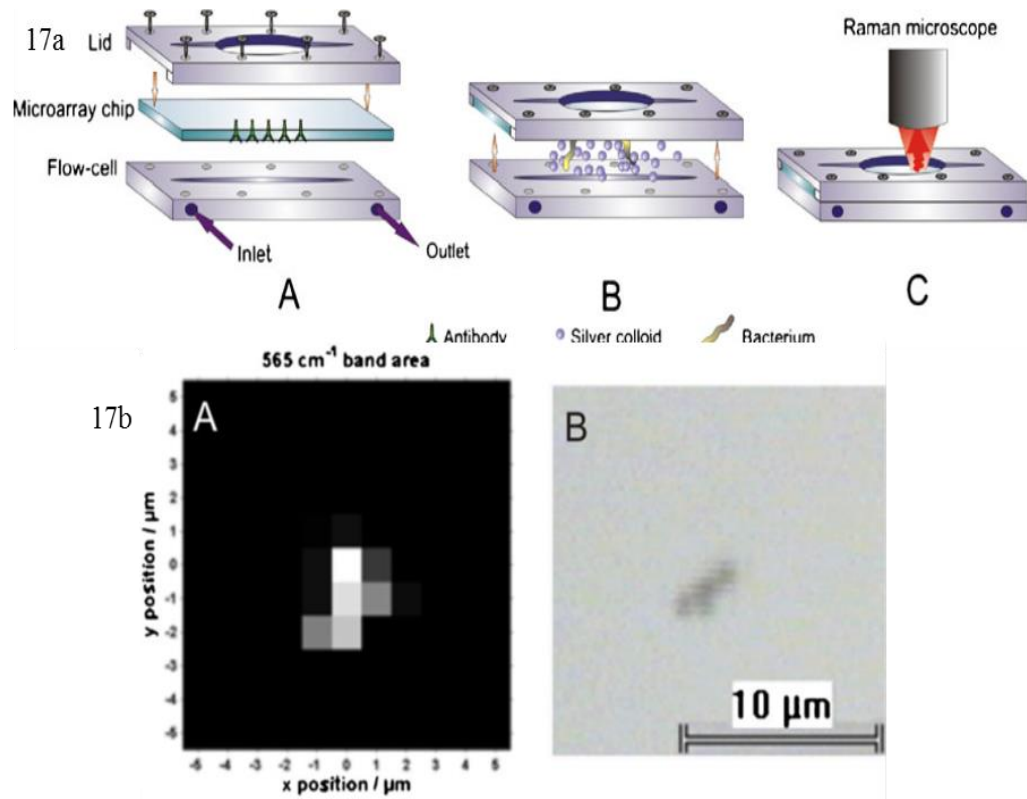 17a
Lid
Microarray chip
Flow-cell
Inlet
Outlet
A
B
Raman microscope
C
Antibody
Silver colloid
Bacterium
17b
565 cm⁻¹ band area
A
y position / µm
5
4
3
2
1
0
-1
-2
-3
-4
-5
-5 -4 -3 -2 -1 0 1 2 3 4 5
x position / µm
B
10 µm